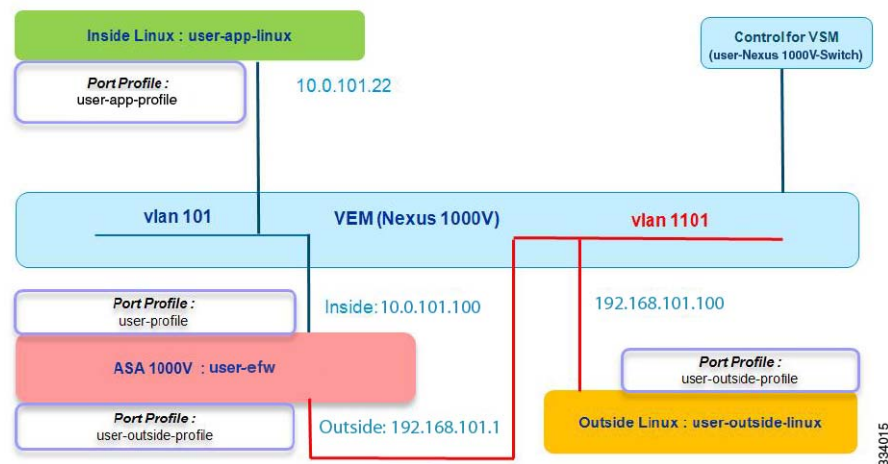 Inside Linux : user-app-linux
Port Profile :
user-app-profile
10.0.101.22
Control for VSM
(user-Nexus 1000V-Switch)
vlan 101
VEM (Nexus 1000V)
vlan 1101
Port Profile :
user-profile
Inside: 10.0.101.100
192.168.101.100
ASA 1000V : user-efw
Port Profile :
user-outside-profile
Port Profile :
user-outside-profile
Outside: 192.168.101.1
Outside Linux : user-outside-linux
334015